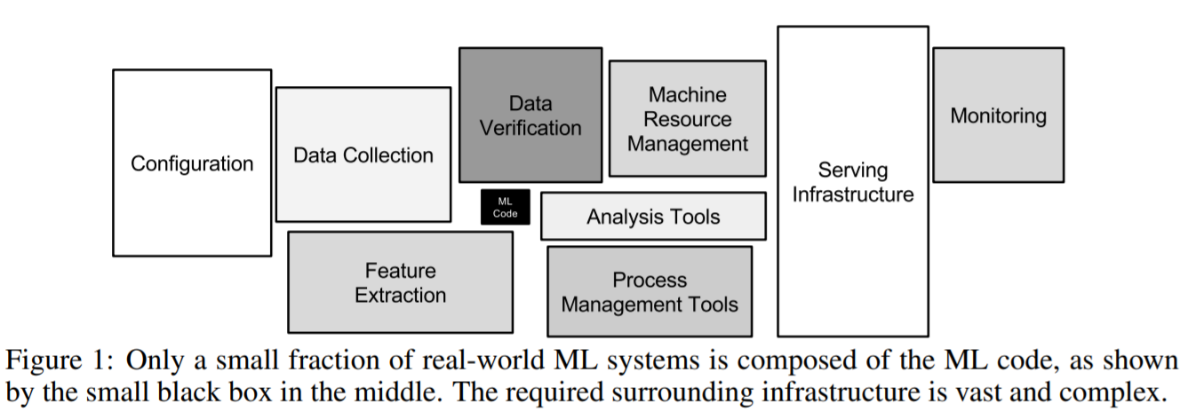 Configuration
Data Collection
Data
Verification
Machine
Resource
Management
Serving
Infrastructure
Monitoring
ML
Code
Analysis Tools
Feature
Extraction
Process
Management Tools
Figure 1: Only a small fraction of real-world ML systems is composed of the ML code, as shown
by the small black box in the middle. The required surrounding infrastructure is vast and complex.